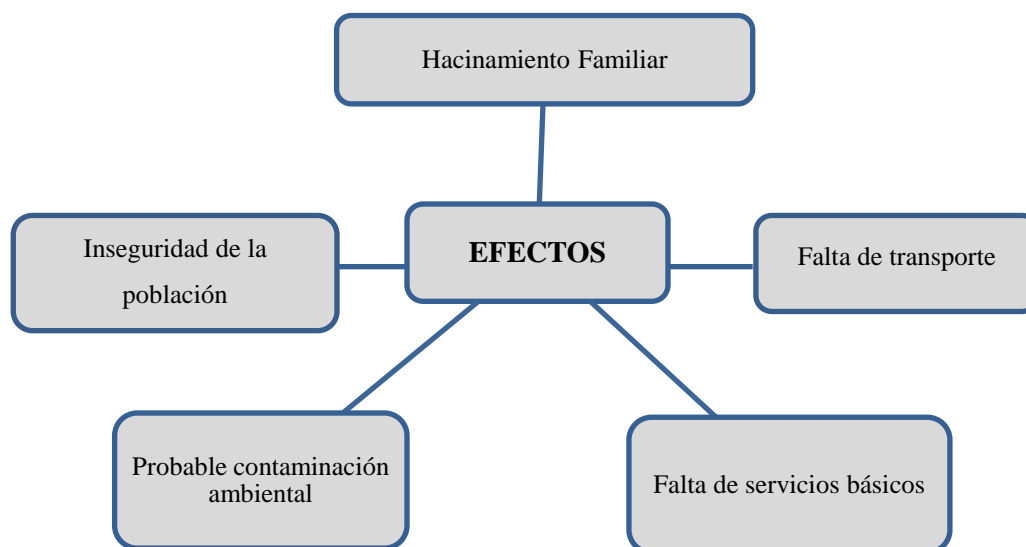 Hacinamiento Familiar
Inseguridad de la
población
EFECTOS
Falta de transporte
Probable contaminación
ambiental
Falta de servicios básicos